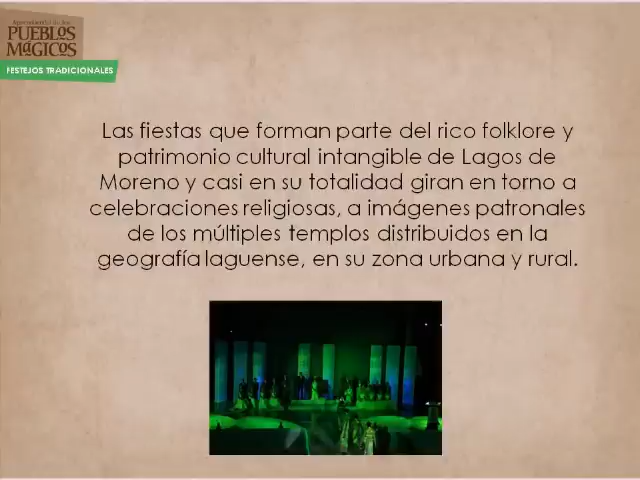 PUEBLOS
MáGICOS
FESTEJOS TRADICIONALES
Las fiestas que forman parte del rico folklore y
patrimonio cultural intangible de Lagos de
Moreno y casi en su totalidad giran en torno a
celebraciones religiosas, a imágenes patronales
de los múltiples templos distribuidos en la
geografía laguense, en su zona urbana y rural.